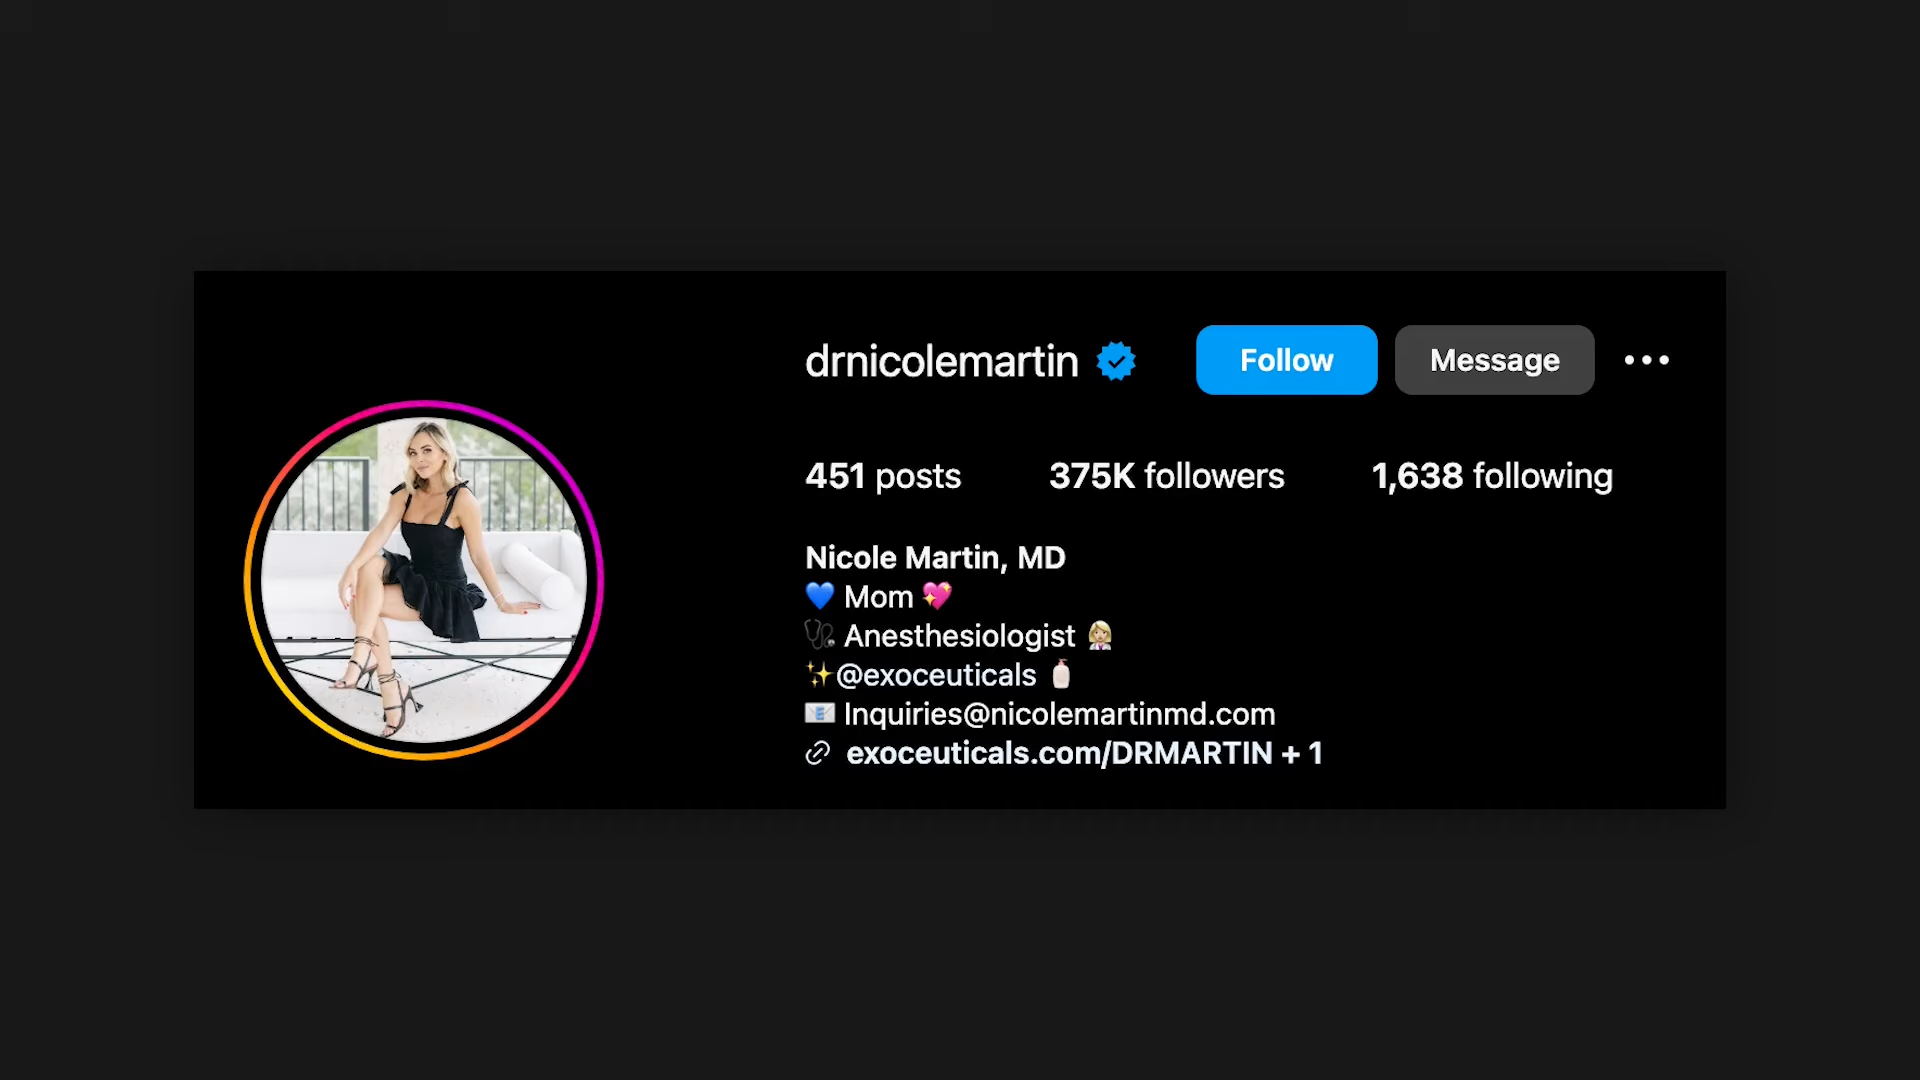 drnicolemartin Follow Message
451 posts 375K followers 1,638 following
Nicole Martin, MD
💙 Mom 💖
🩺 Anesthesiologist 👩🏼‍⚕️
✨@exoceuticals 🧴
📧 Inquiries@nicolemartinmd.com
exoceuticals.com/DRMARTIN + 1